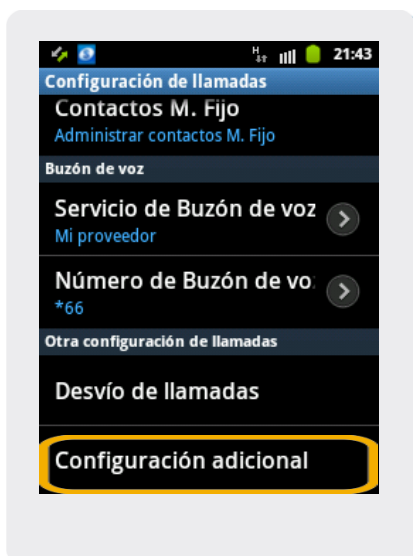 H
21:43
Configuración de llamadas
Contactos M. Fijo
Administrar contactos M. Fijo
Buzón de voz
Servicio de Buzón de voz
Mi proveedor
Número de Buzón de vo
*66
Otra configuración de llamadas
Desvío de llamadas
Configuración adicional